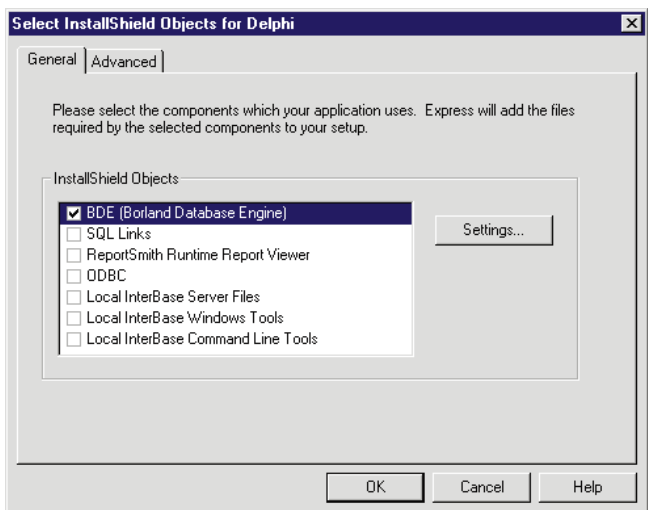 Select InstallShield Objects for Delphi
General
Advanced
Please select the components which your application uses. Express will add the files
required by the selected components to your setup.
InstallShield Objects
BDE (Borland Database Engine)
SQL Links
ReportSmith Runtime Report Viewer
ODBC
Local InterBase Server Files
Local InterBase Windows Tools
Local InterBase Command Line Tools
Settings...
OK
Cancel
Help